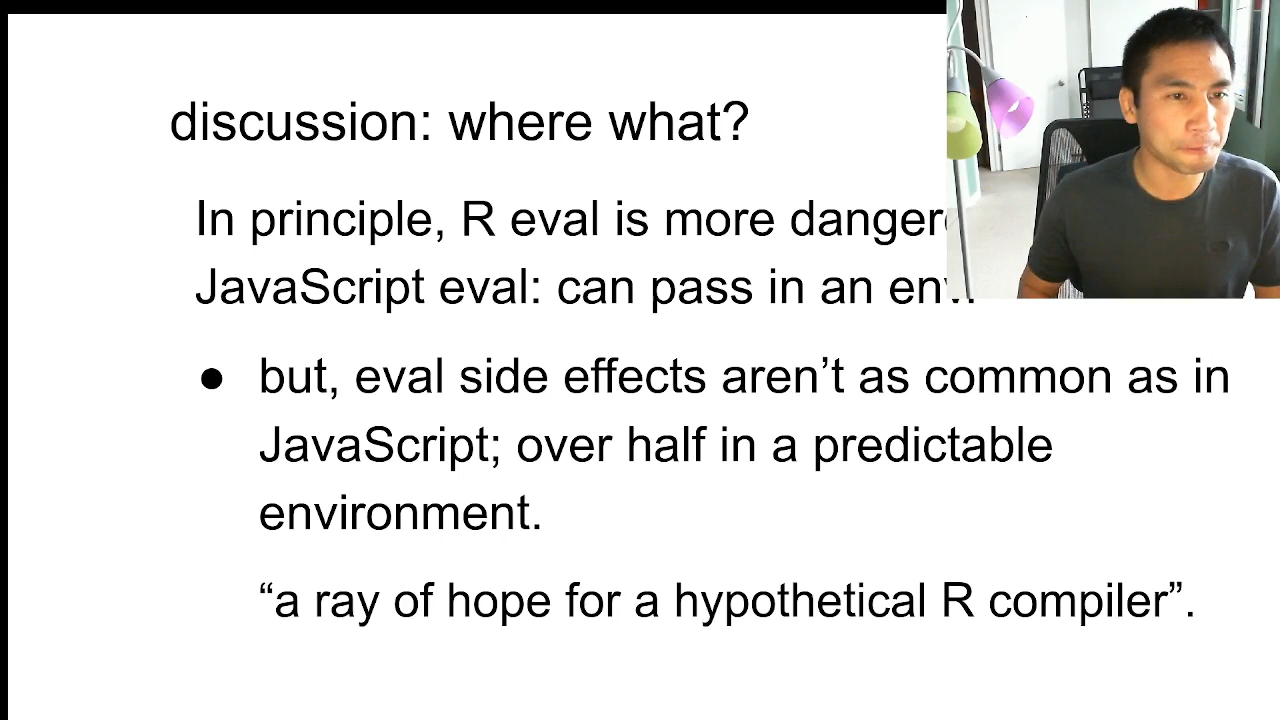 discussion: where what?
In principle, R eval is more
JavaScript eval: can pass in an env.
● but, eval side effects aren’t as common as in
JavaScript; over half in a predictable
environment.
“a ray of hope for a hypothetical R compiler”.